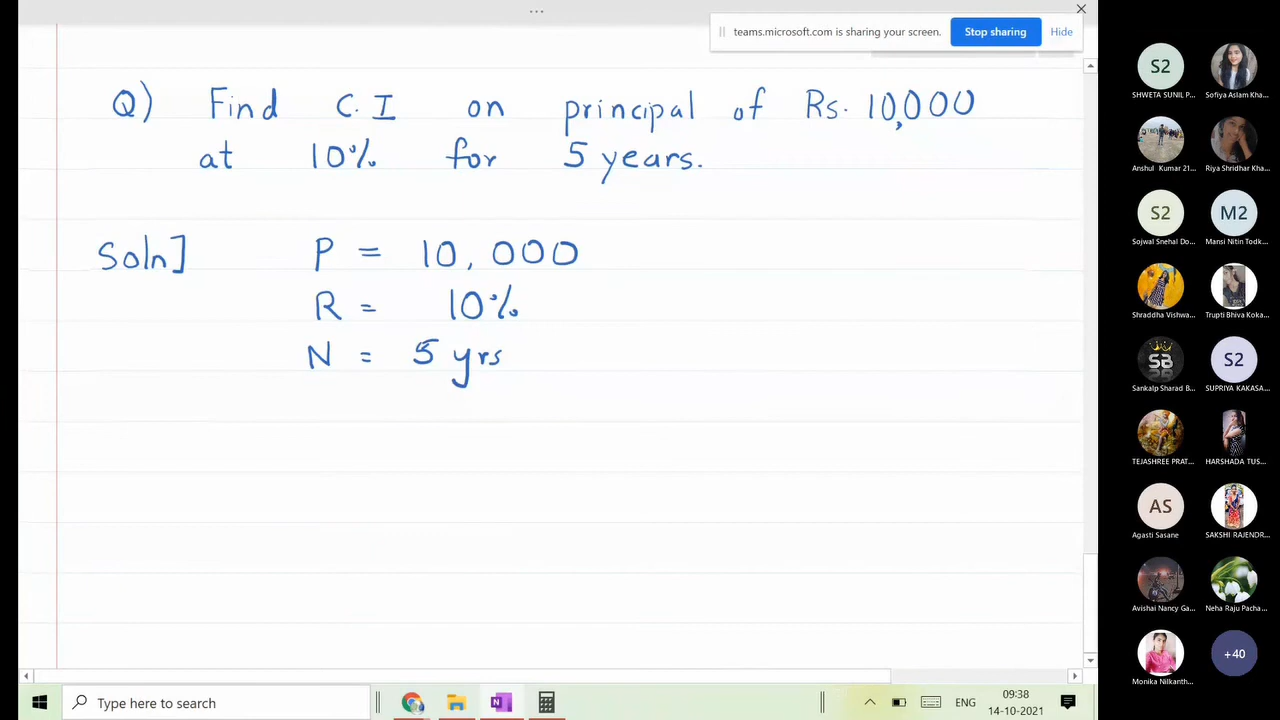 ...
teams.microsoft.com is sharing your screen. Stop sharing Hide
Q) Find C.I on principal of Rs. 10,000
at 10% for 5 years.
Soln] P = 10,000
R = 10%
N = 5 yrs
S2
SHWETA SUNIL P... Sofiya Aslam Kha...
Anshul Kumar 21... Riya Shridhar Kha...
S2 M2
Sojwal Snehal Do... Mansi Nitin Todk...
Shraddha Vishwa... Trupti Bhiva Koka...
SB S2
Sankalp Sharad B... SUPRIYA KAKASA...
TEJASHREE PRAT... HARSHADA TUS...
AS
Agasti Sasane SAKSHI RAJENDR...
Avishai Nancy Ga... Neha Raju Pacha...
+40
Monika Nilkanth...
Type here to search
ENG
09:38
14-10-2021